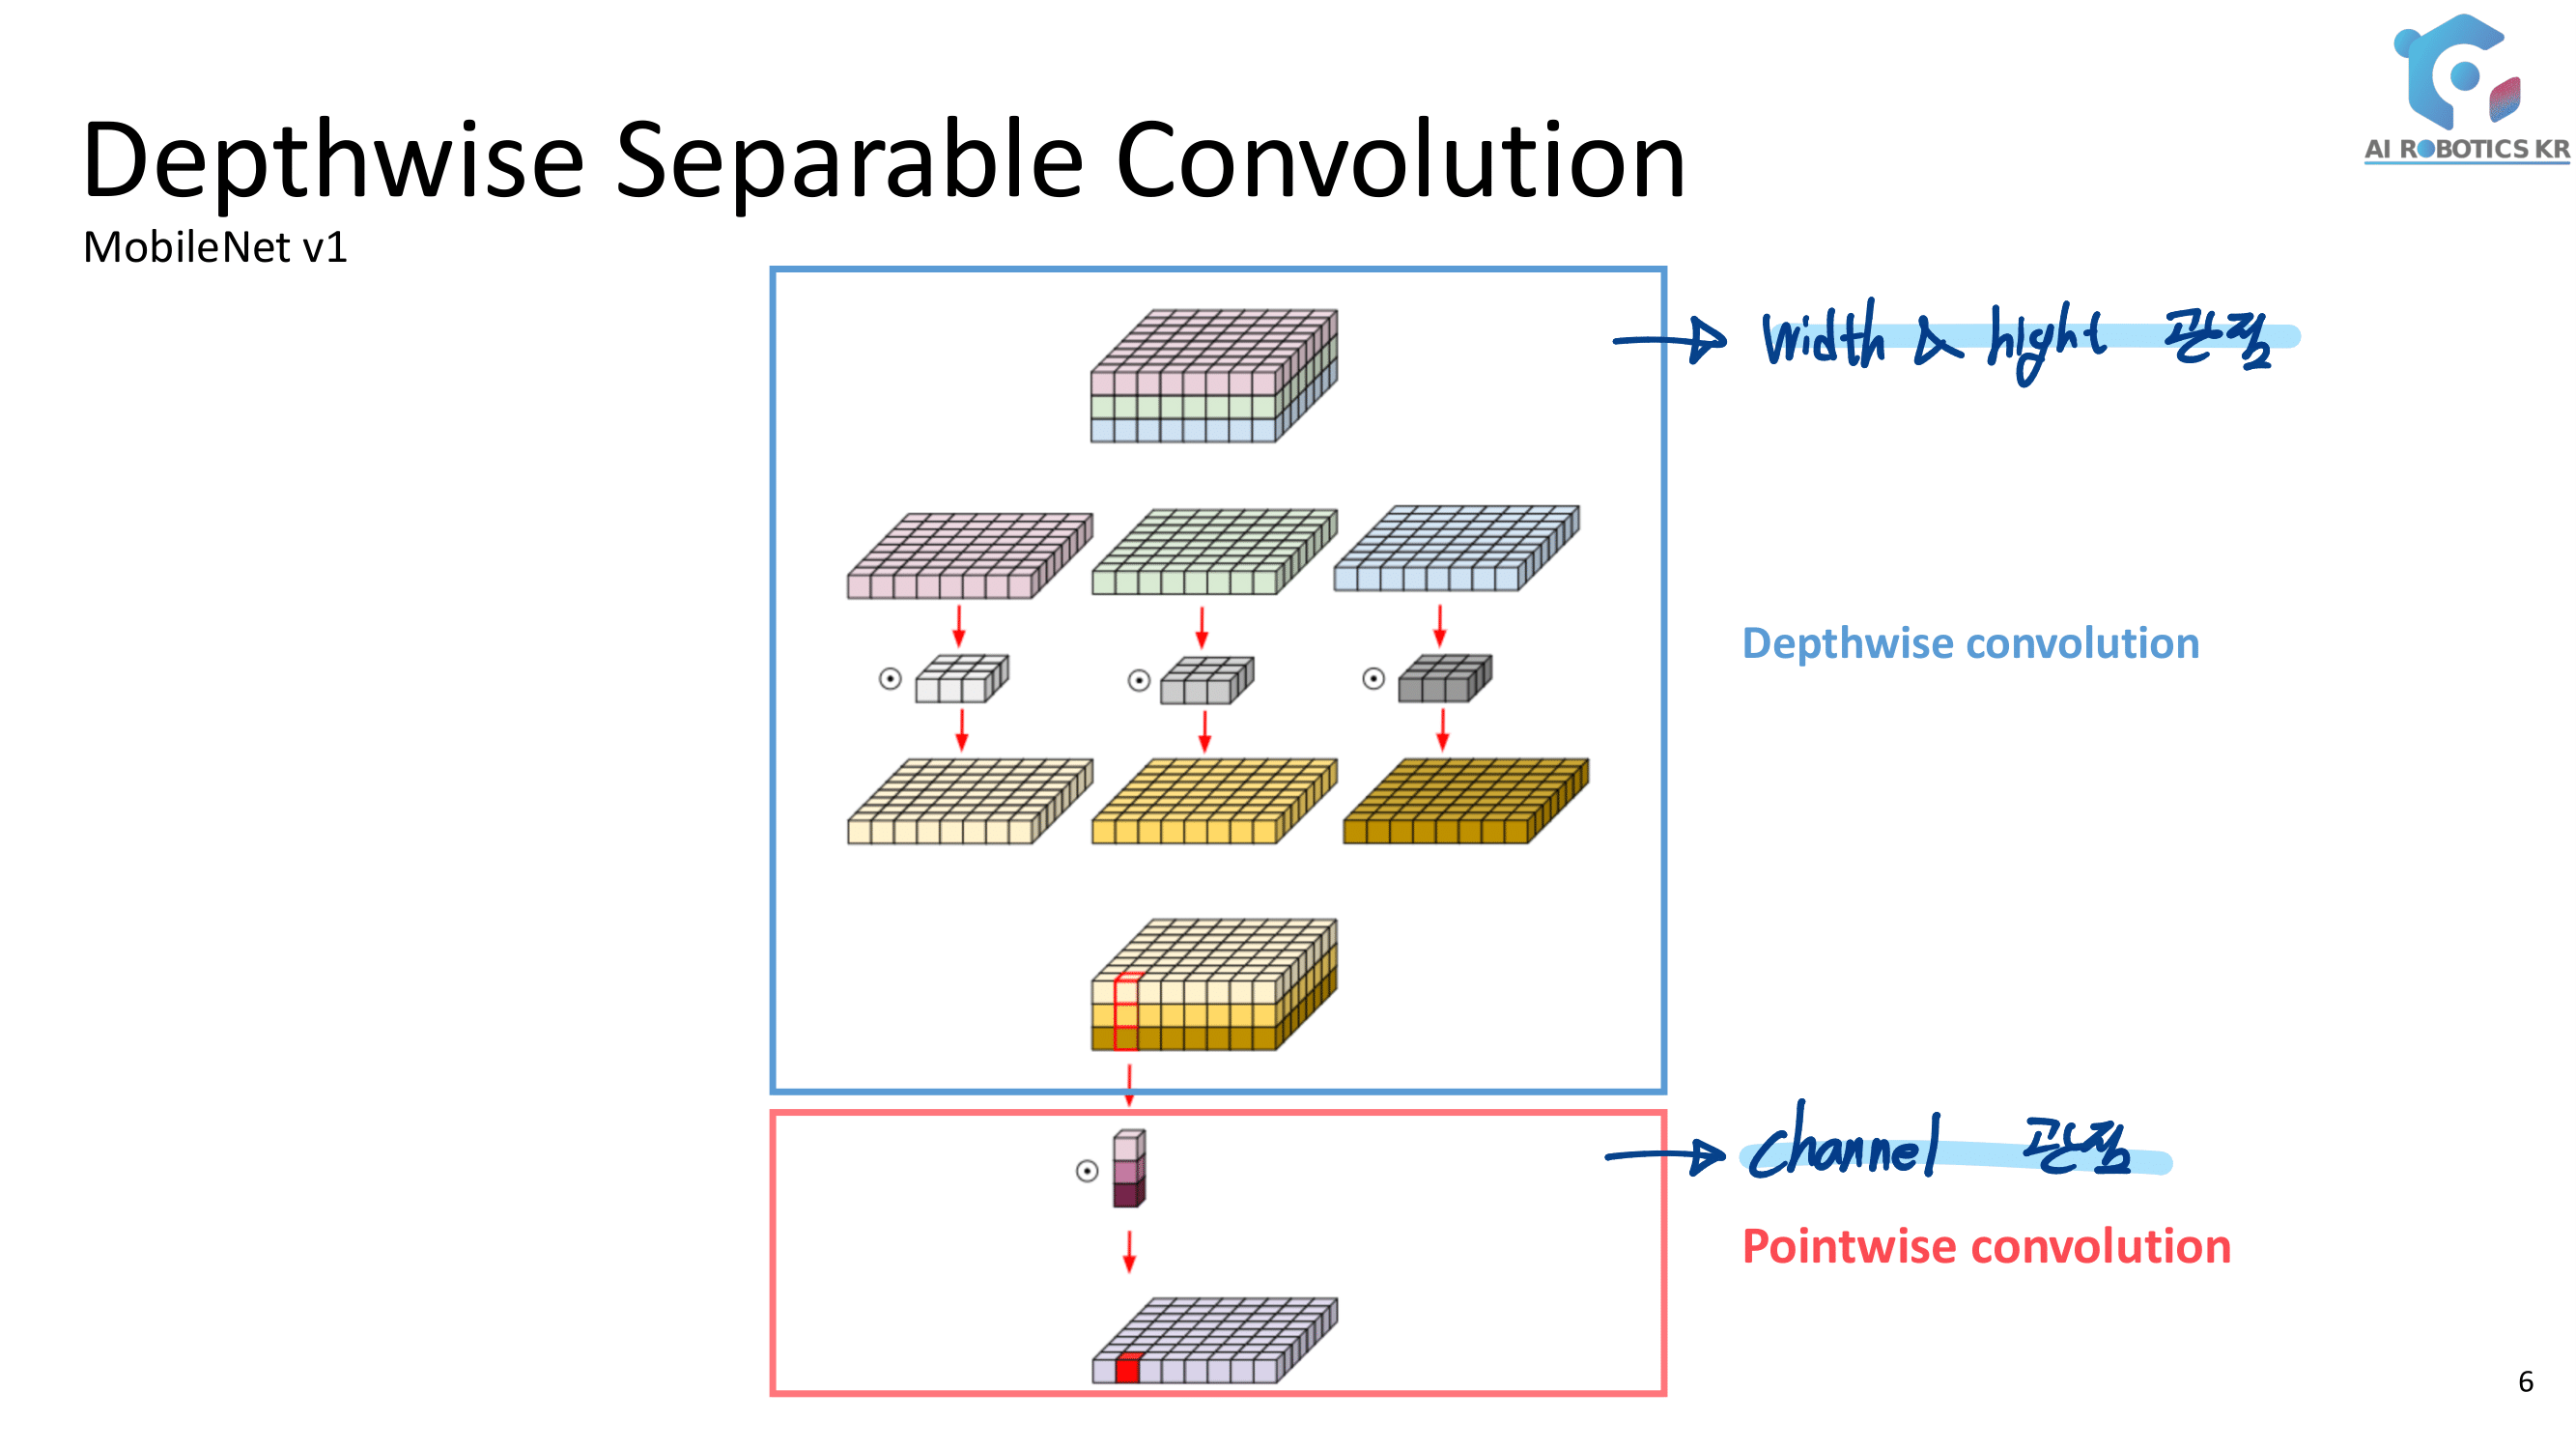 AI ROBOTICS KR
Depthwise Separable Convolution
MobileNet v1
width & hight 관점
Depthwise convolution
channel 관점
Pointwise convolution
6